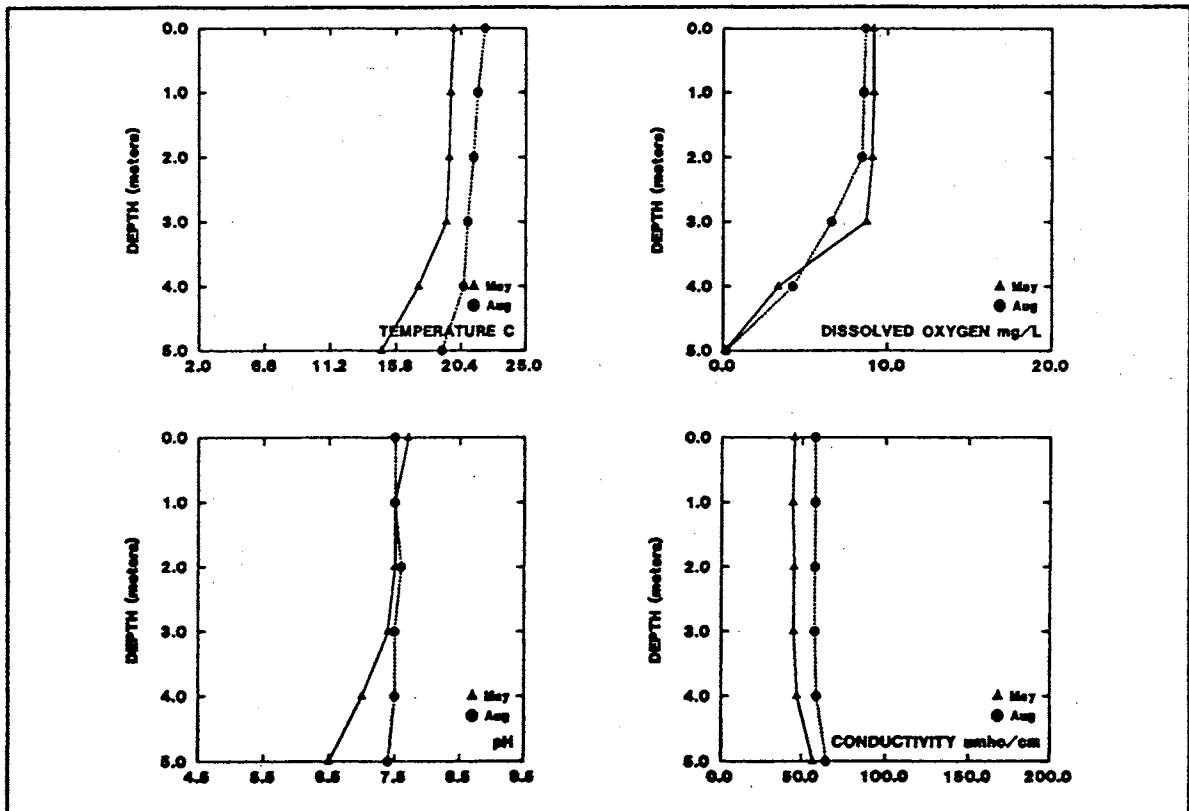 0.0
1.0
2.0
3.0
4.0
5.0
DEPTH (meters)
May
Aug
TEMPERATURE C
2.0 6.6 11.2 15.8 20.4 25.0
0.0
1.0
2.0
3.0
4.0
5.0
DEPTH (meters)
May
Aug
DISSOLVED OXYGEN mg/L
0.0 10.0 20.0
0.0
1.0
2.0
3.0
4.0
5.0
DEPTH (meters)
May
Aug
pH
4.5 5.5 6.5 7.5 8.5 9.5
0.0
1.0
2.0
3.0
4.0
5.0
DEPTH (meters)
May
Aug
CONDUCTIVITY umho/cm
0.0 50.0 100.0 150.0 200.0